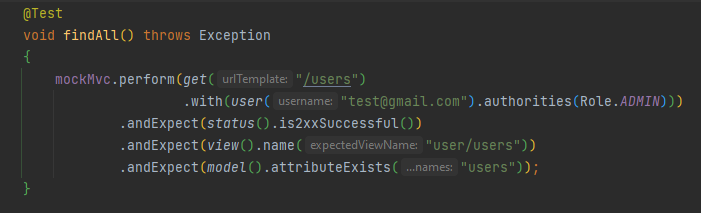 @Test
void findAll() throws Exception
{
    mockMvc.perform(get( urlTemplate: "/users")
                    .with(user( username: "test@gmail.com").authorities(Role.ADMIN)))
            .andExpect(status().is2xxSuccessful())
            .andExpect(view().name( expectedViewName: "user/users"))
            .andExpect(model().attributeExists( ...names: "users"));
}